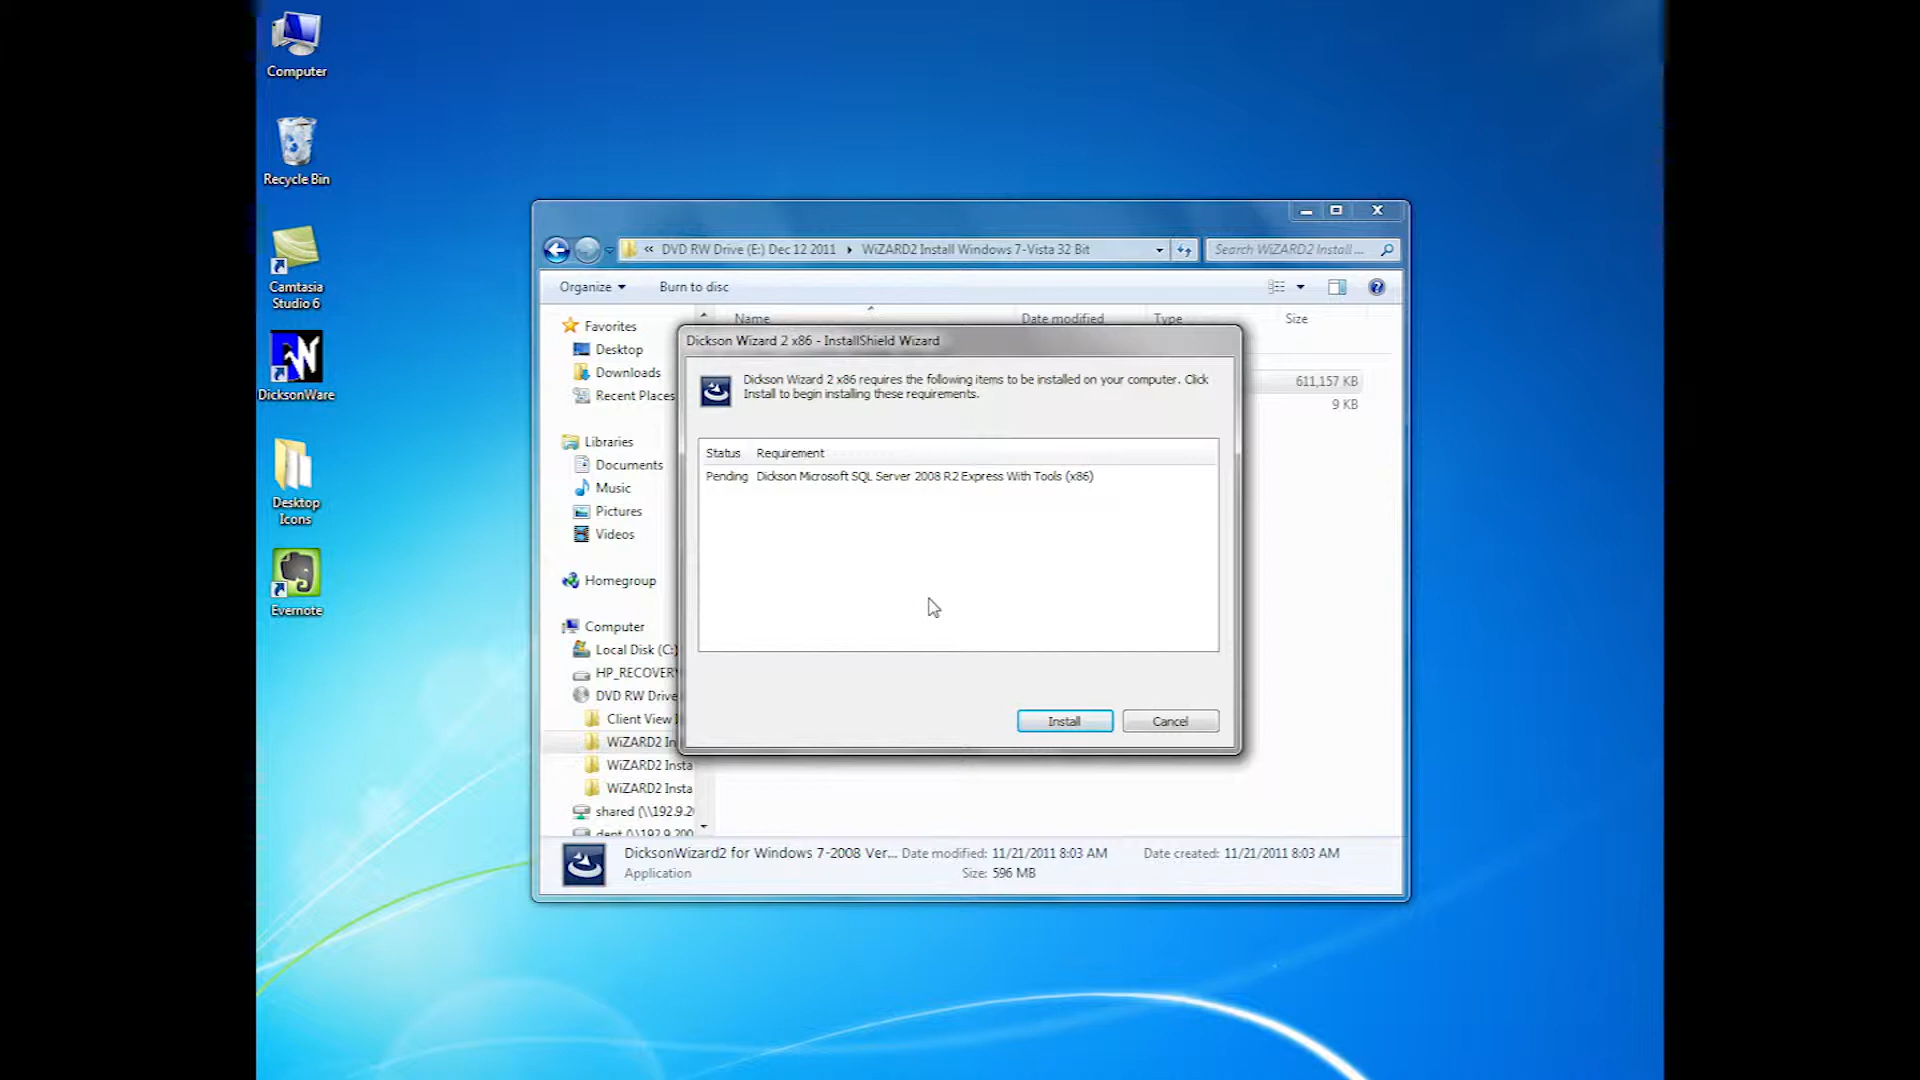 Computer
Recycle Bin
Camtasia
Studio 6
DicksonWare
Desktop
Icons
Evernote
« DVD RW Drive (E:) Dec 12 2011 WiZARD2 Install Windows 7-Vista 32 Bit
Search WiZARD2 Install ...
Organize Burn to disc
Name Date modified Type Size
Favorites
Desktop
Downloads
Recent Places
Libraries
Documents
Music
Pictures
Videos
Homegroup
Computer
Local Disk (C:)
HP_RECOVERY
DVD RW Drive
Client View
WiZARD2 In
WiZARD2 Insta
WiZARD2 Insta
shared (\\192.9.20
dept (\\192.9.200
611,157 KB
9 KB
Dickson Wizard 2 x86 - InstallShield Wizard
Dickson Wizard 2 x86 requires the following items to be installed on your computer. Click
Install to begin installing these requirements.
Status Requirement
Pending Dickson Microsoft SQL Server 2008 R2 Express With Tools (x86)
Install Cancel
DicksonWizard2 for Windows 7-2008 Ver... Date modified: 11/21/2011 8:03 AM Date created: 11/21/2011 8:03 AM
Application Size: 596 MB